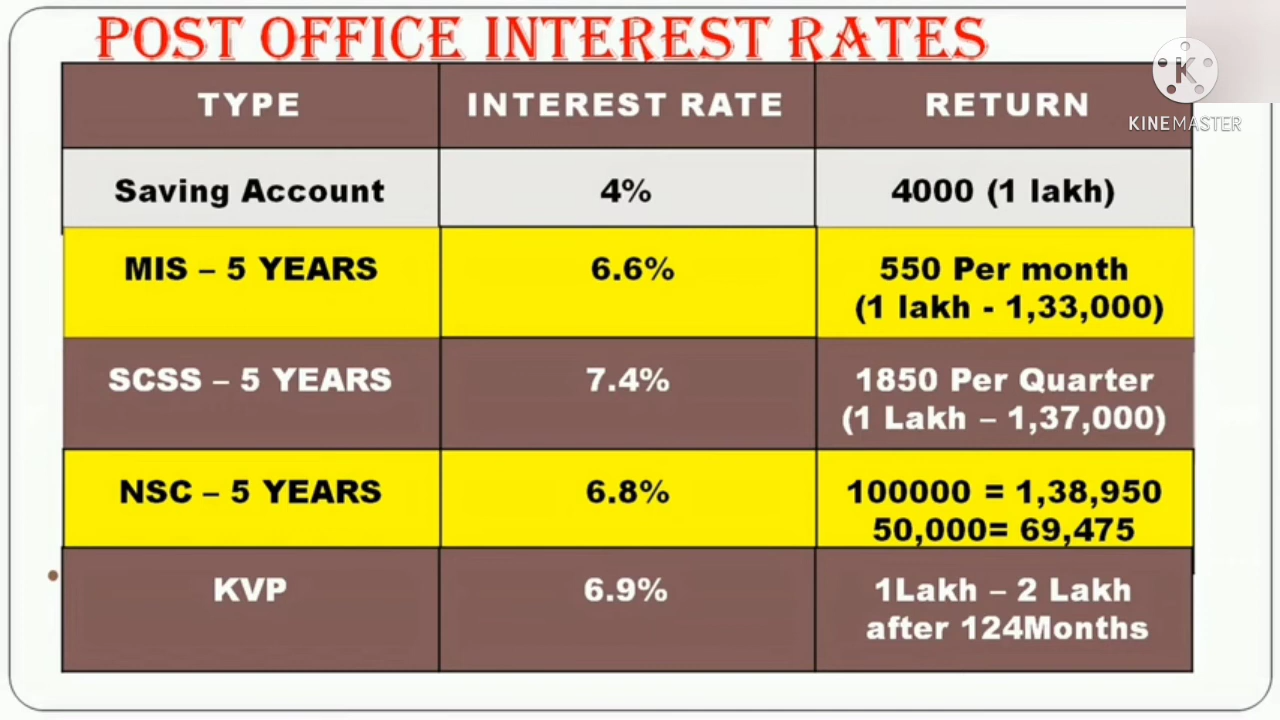 POST OFFICE INTEREST RATES
K
KINEMASTER
TYPE INTEREST RATE RETURN
Saving Account 4% 4000 (1 lakh)
MIS – 5 YEARS 6.6% 550 Per month
(1 lakh - 1,33,000)
SCSS – 5 YEARS 7.4% 1850 Per Quarter
(1 Lakh – 1,37,000)
NSC – 5 YEARS 6.8% 100000 = 1,38,950
50,000= 69,475
KVP 6.9% 1Lakh – 2 Lakh
after 124Months